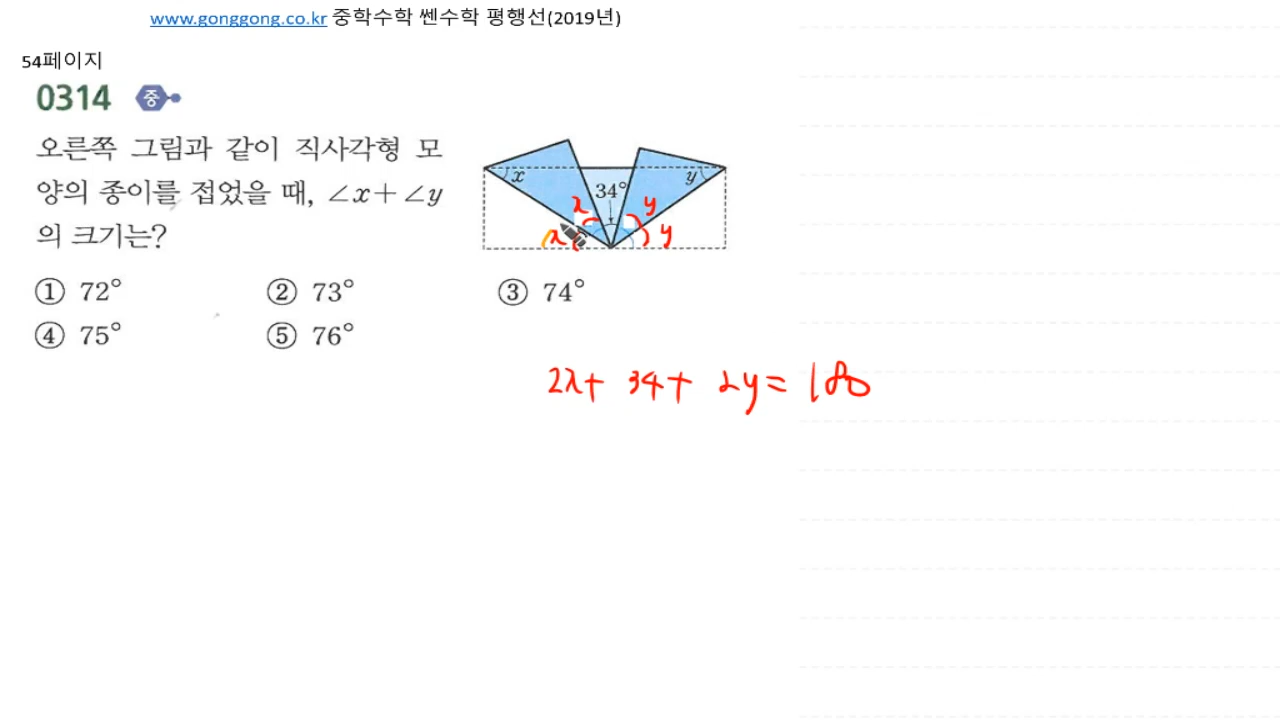 www.gonggong.co.kr 중학수학 쎈수학 평행선(2019년)
54페이지
0314 중
오른쪽 그림과 같이 직사각형 모
양의 종이를 접었을 때, ∠x+∠y
의 크기는?
x 34° y
x y
x y
① 72° ② 73° ③ 74°
④ 75° ⑤ 76°
2x+ 34+ 2y= 180